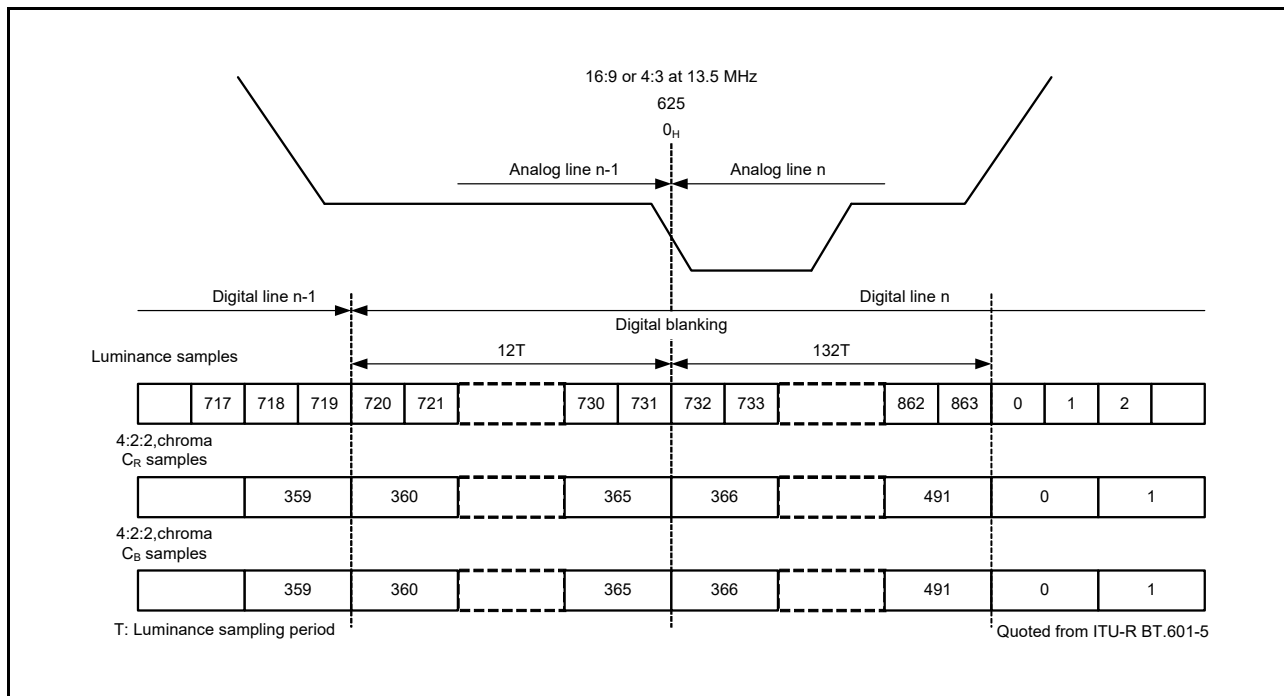 16:9 or 4:3 at 13.5 MHz
625
0H
Analog line n-1 Analog line n
Digital line n-1 Digital line n
Digital blanking
Luminance samples 12T 132T
717 718 719 720 721 730 731 732 733 862 863 0 1 2
4:2:2,chroma
CR samples
359 360 365 366 491 0 1
4:2:2,chroma
CB samples
359 360 365 366 491 0 1
T: Luminance sampling period Quoted from ITU-R BT.601-5